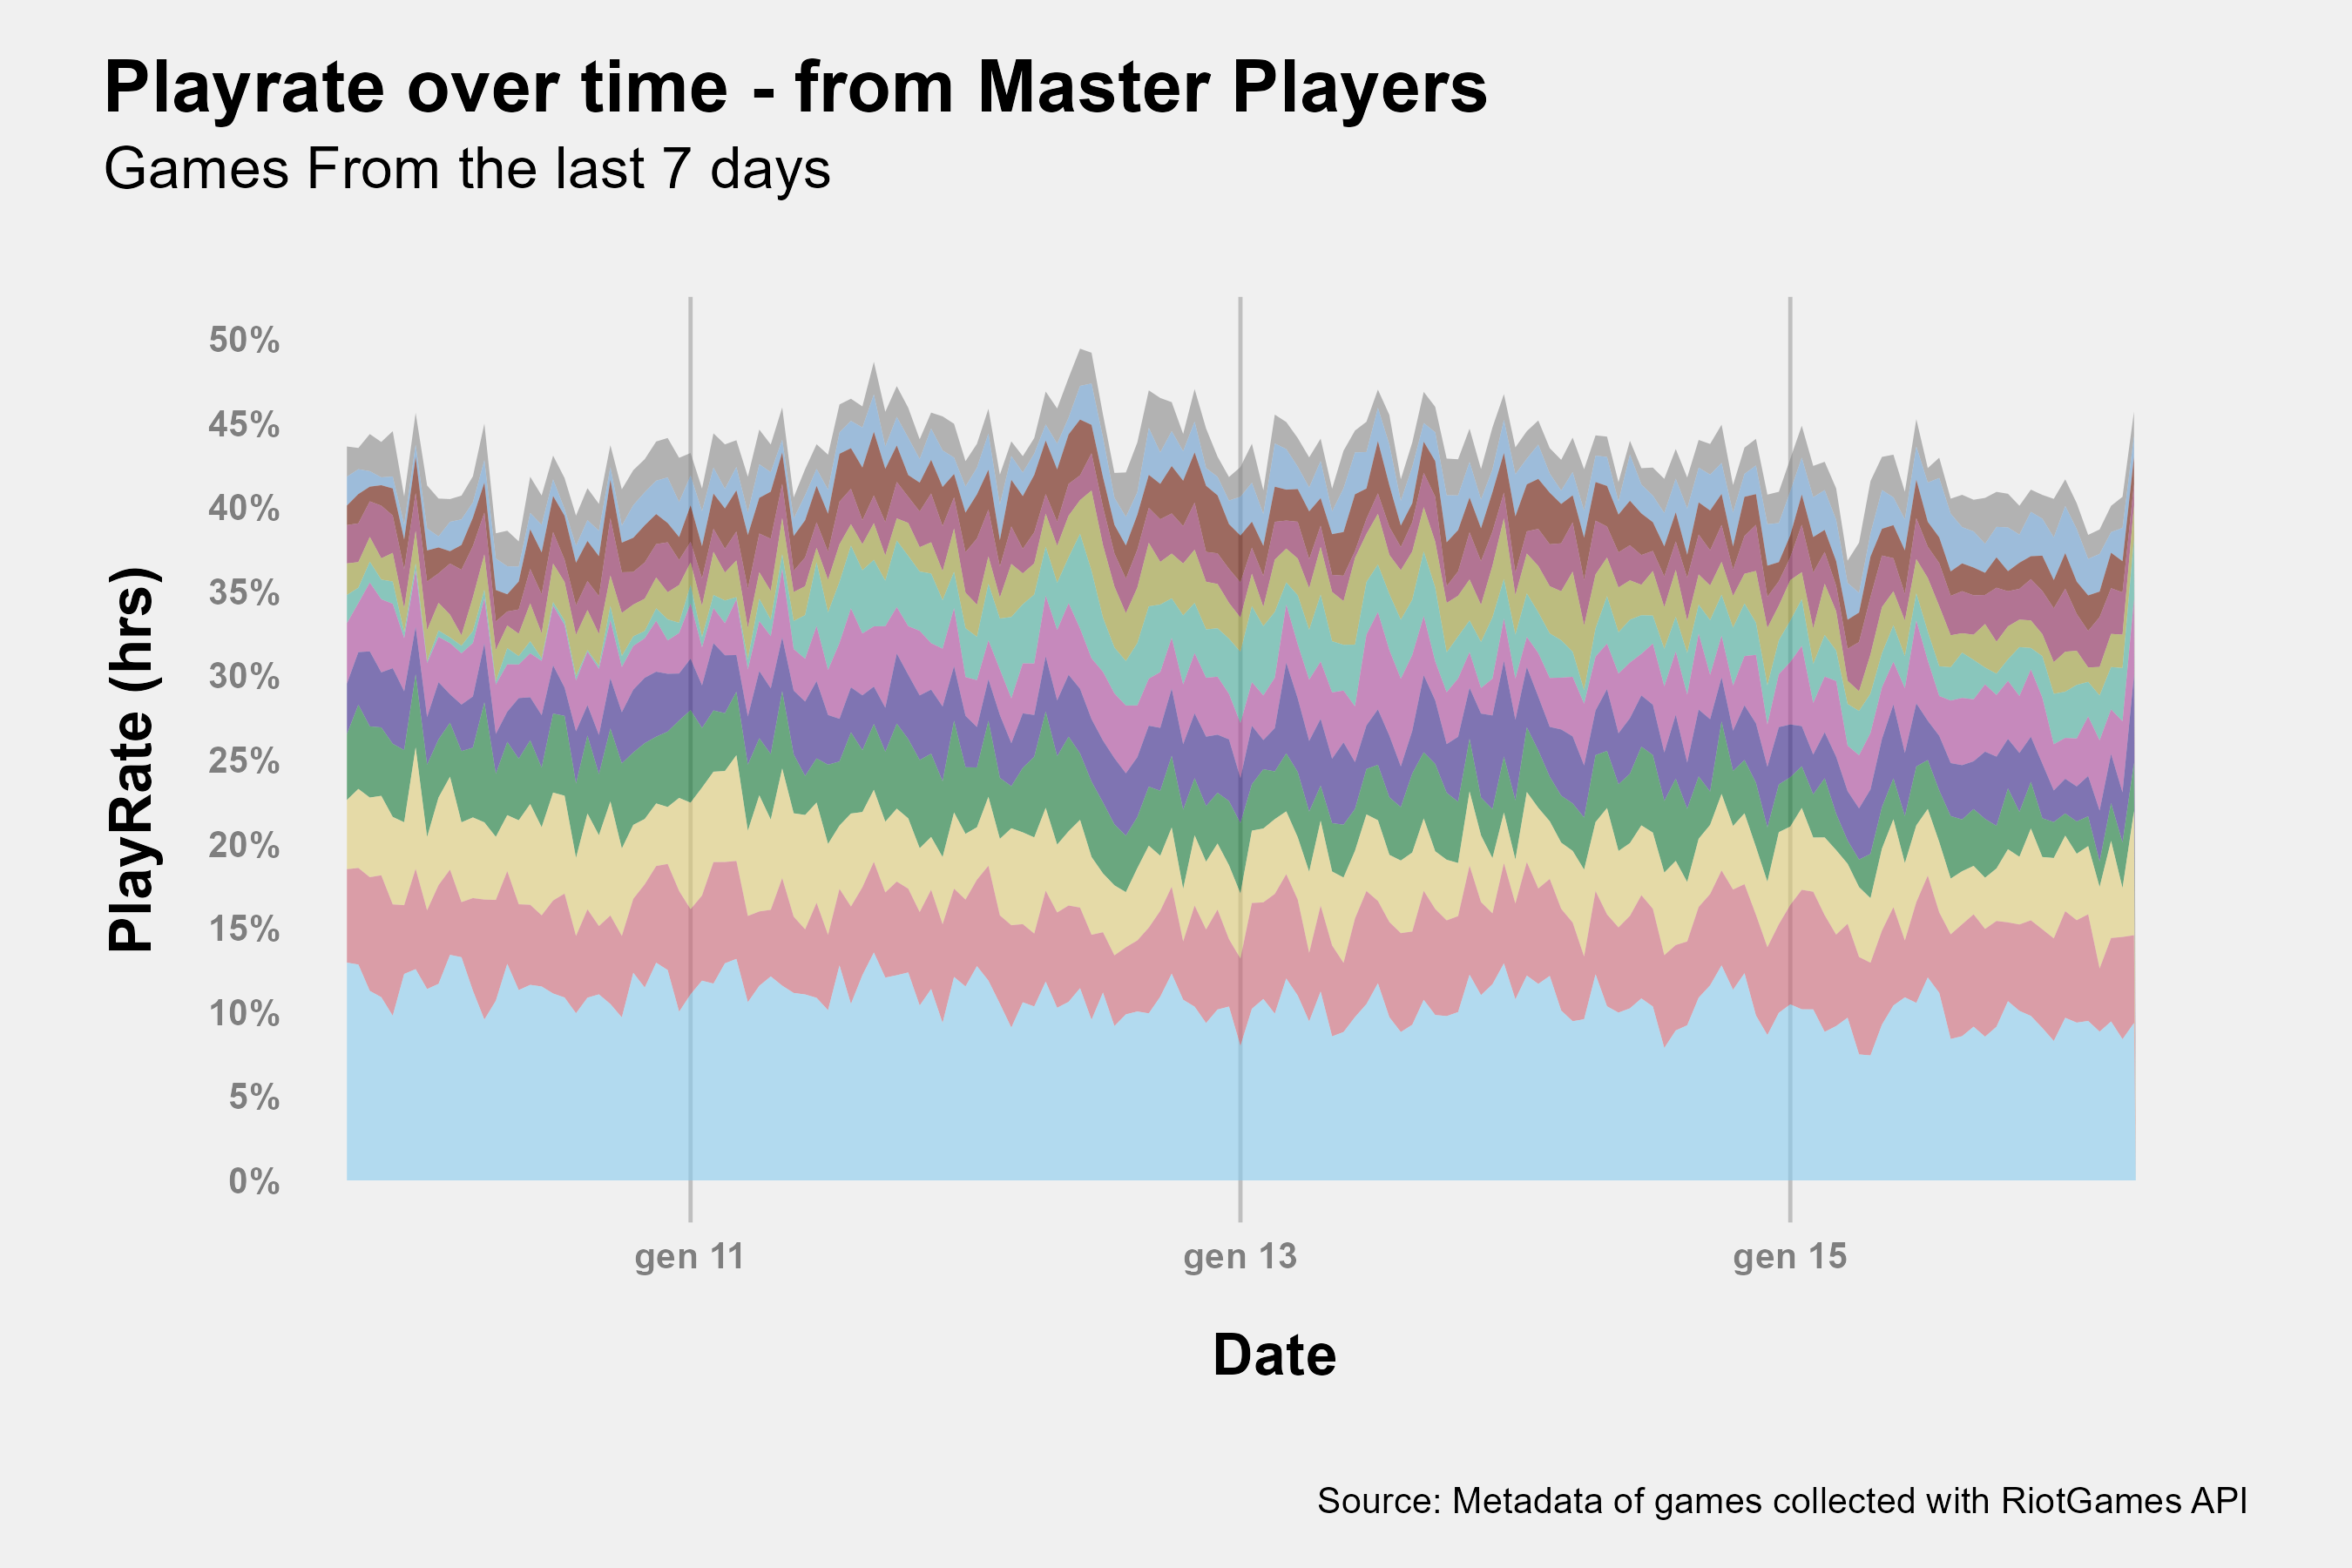 Playrate over time - from Master Players
Games From the last 7 days
50%
45%
40%
35%
30%
25%
20%
15%
10%
5%
0%
PlayRate (hrs)
gen 11
gen 13
gen 15
Date
Source: Metadata of games collected with RiotGames API